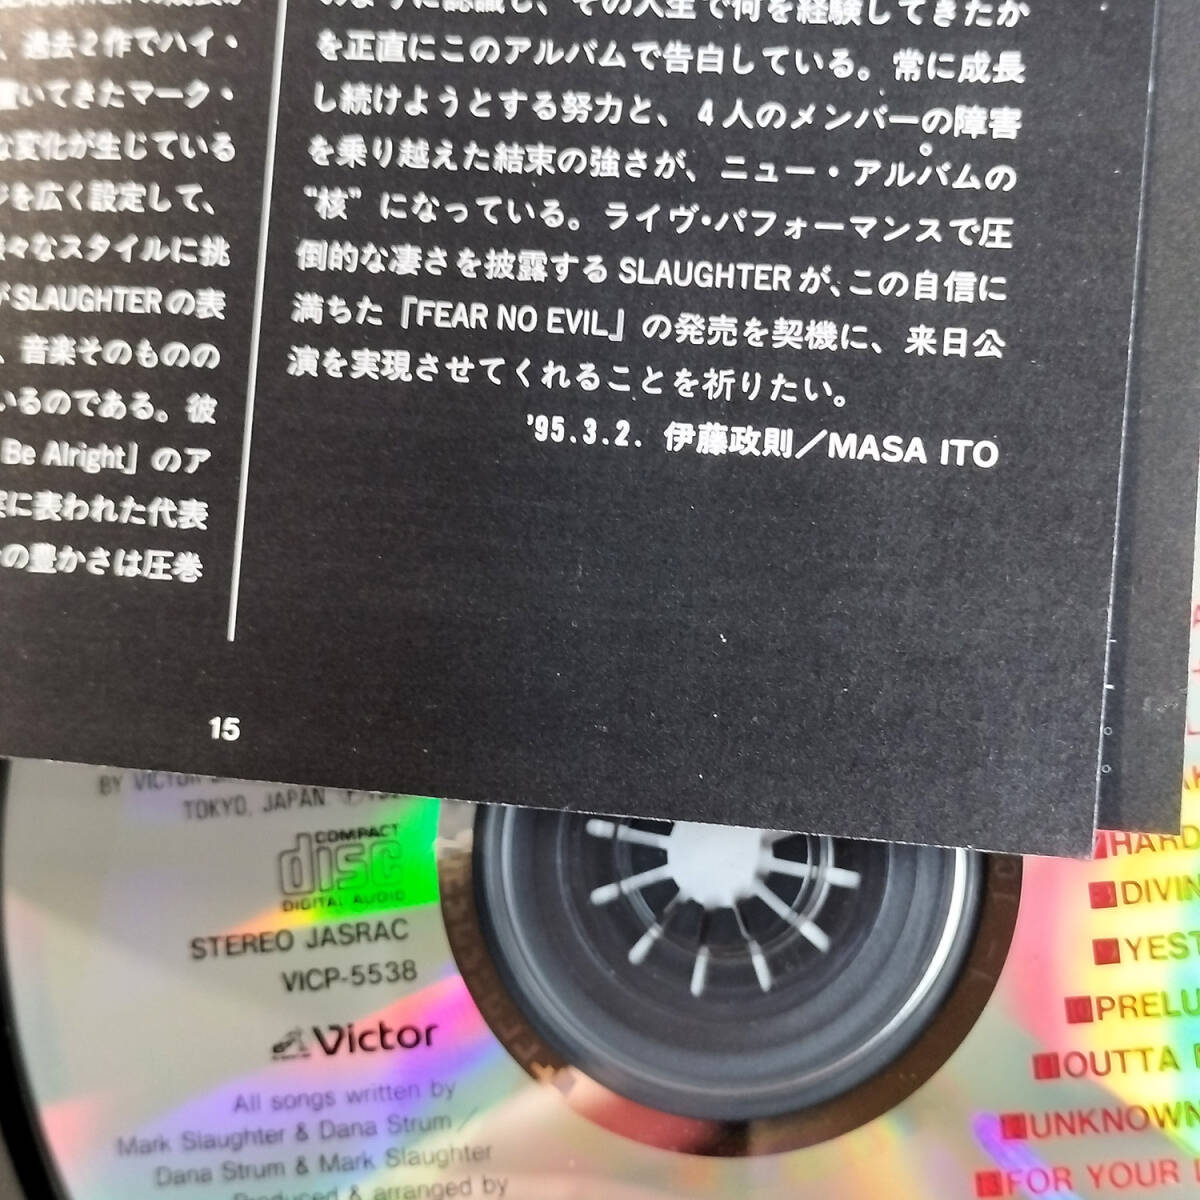 、過去2作でハイ・
いてきたマーク・
な変化が生じている
を広く設定して、
々なスタイルに挑
SLAUGHTERの表
、音楽そのものの
いるのである。彼
Be Alright』のア
に表われた代表
の豊かさは圧巻
15
のように認識し、その人生で何を経験してきたか
を正直にこのアルバムで告白している。常に成長
し続けようとする努力と、4人のメンバーの障害
を乗り越えた結束の強さが、ニュー・アルバムの
“核”になっている。ライヴ・パフォーマンスで圧
倒的な凄さを披露するSLAUGHTERが、この自信に
満ちた『FEAR NO EVIL』の発売を契機に、来日公
演を実現させてくれることを祈りたい。
'95.3.2. 伊藤政則/MASA ITO
BY VICTOR
TOKYO, JAPAN
COMPACT
disc
DIGITAL AUDIO
STEREO JASRAC
VICP-5538
Victor
All songs written by
Mark Slaughter & Dana Strum/
Dana Strum & Mark Slaughter
Produced & arranged by
HARD
DIVIN
YEST
10 PRELU
11 OUTTA
12 UNKNOWN
13 FOR YOUR